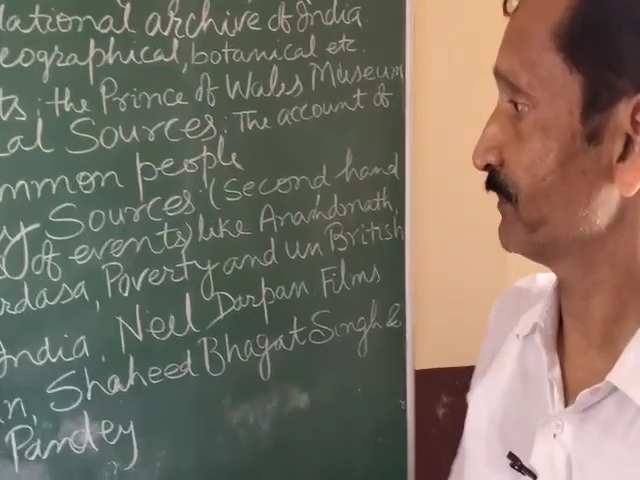 National archive of India
eographical, botanical etc.
ts: the Prince of Wales Museum
al Sources: The account of
mmon people
y Sources: (second hand
of events) like Anandmath,
rdasa, Poverty and un British
India. Neel Darpan Films
n, Shaheed Bhagat Singh &
Pandey